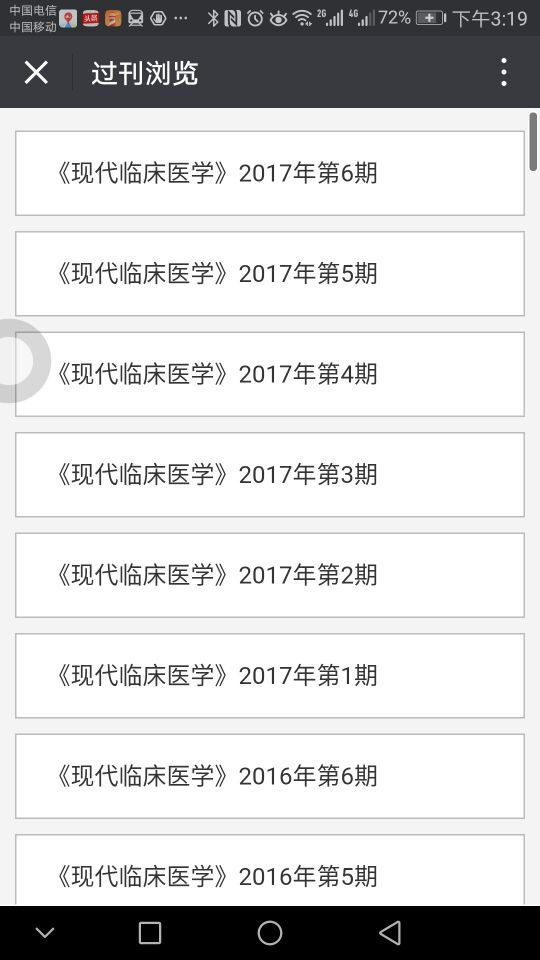 中国电信
中国移动
头条
2G
4G
72%
下午3:19
过刊浏览
《现代临床医学》2017年第6期
《现代临床医学》2017年第5期
《现代临床医学》2017年第4期
《现代临床医学》2017年第3期
《现代临床医学》2017年第2期
《现代临床医学》2017年第1期
《现代临床医学》2016年第6期
《现代临床医学》2016年第5期